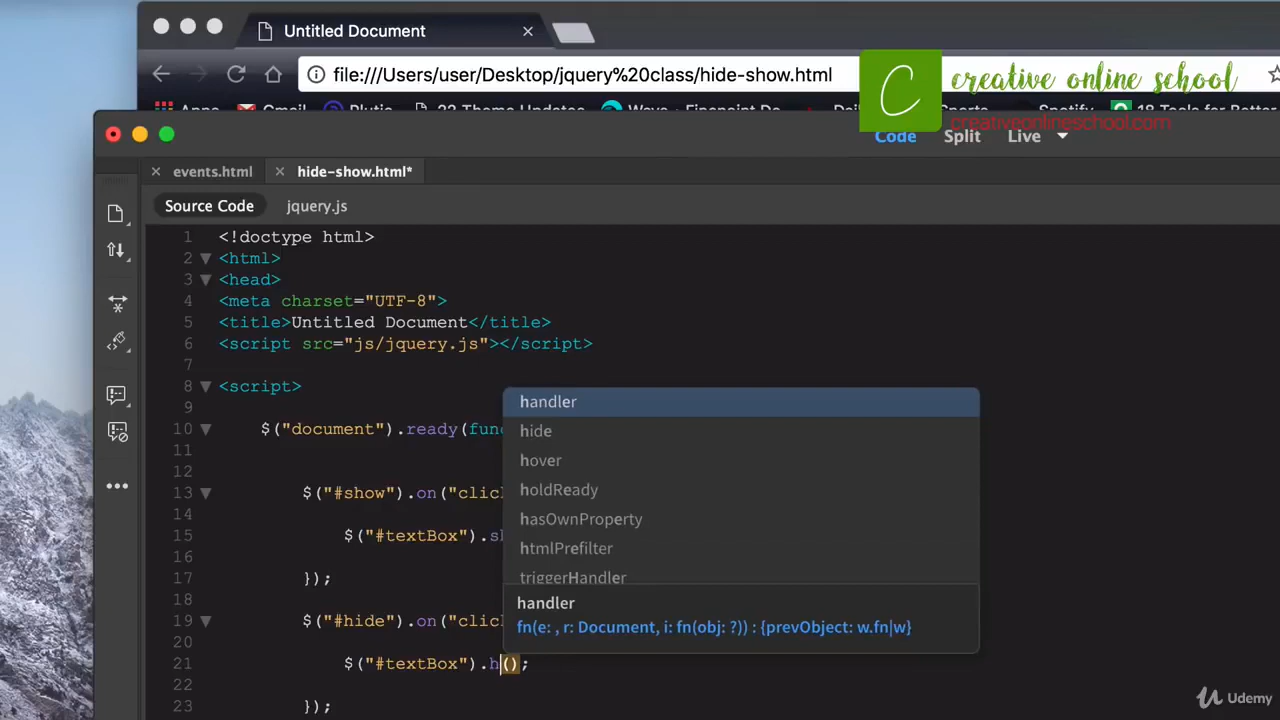 Untitled Document
file:///Users/user/Desktop/jquery%20class/hide-show.html
creative online school
creativeonlineschool.com
Code Split Live
events.html hide-show.html*
Source Code jquery.js
1 <!doctype html>
2 <html>
3 <head>
4 <meta charset="UTF-8">
5 <title>Untitled Document</title>
6 <script src="js/jquery.js"></script>
7
8 <script>
9
10 $("document").ready(func
11
12
13 $("#show").on("click
14
15 $("#textBox").sh
16
17 });
18
19 $("#hide").on("click
20
21 $("#textBox").h();
22
23 });
handler
hide
hover
holdReady
hasOwnProperty
htmlPrefilter
triggerHandler
handler
fn(e: , r: Document, i: fn(obj: ?)) : {prevObject: w.fn|w}
Udemy